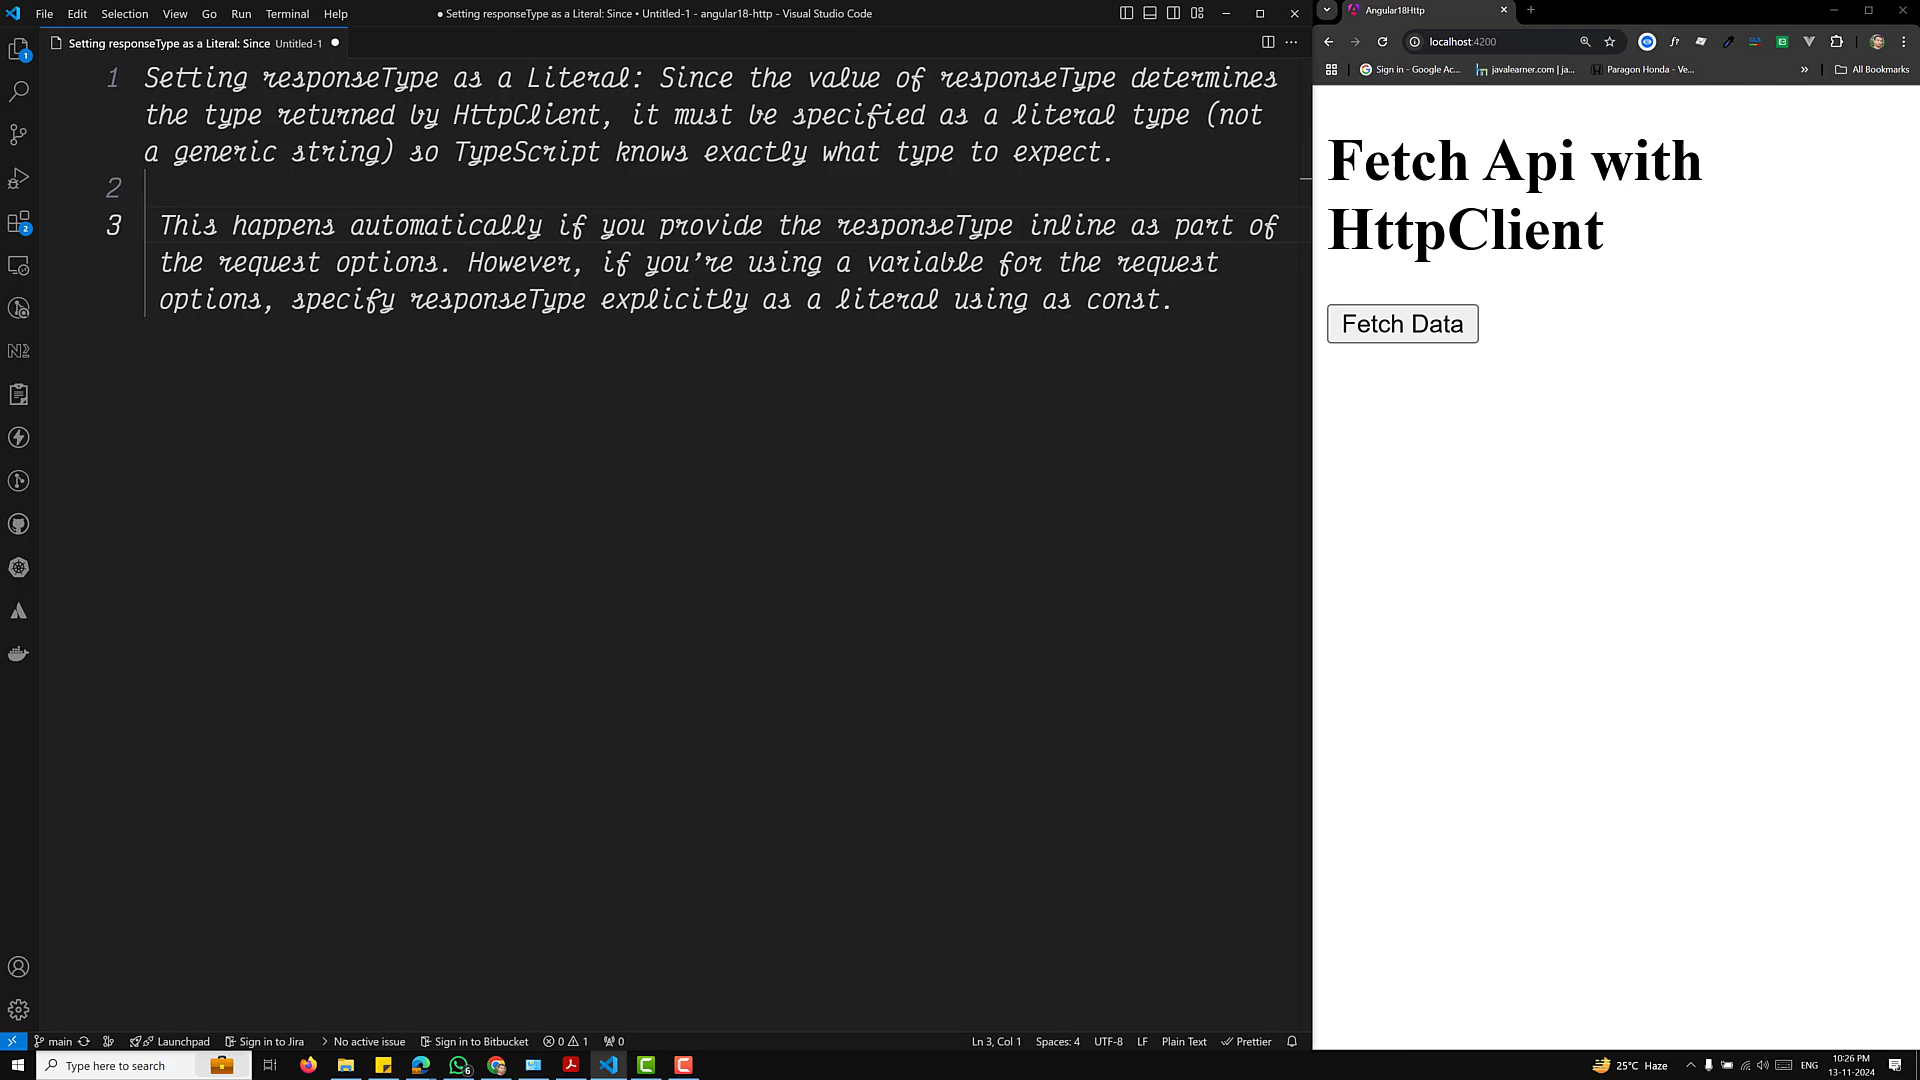 File Edit Selection View Go Run Terminal Help
● Setting responseType as a Literal: Since • Untitled-1 - angular18-http - Visual Studio Code
Setting responseType as a Literal: Since Untitled-1
1 Setting responseType as a Literal: Since the value of responseType determines
the type returned by HttpClient, it must be specified as a literal type (not
a generic string) so TypeScript knows exactly what type to expect.
2
3 This happens automatically if you provide the responseType inline as part of
the request options. However, if you're using a variable for the request
options, specify responseType explicitly as a literal using as const.
1
2
main Launchpad Sign in to Jira No active issue Sign in to Bitbucket 0 1 0
Ln 3, Col 1 Spaces: 4 UTF-8 LF Plain Text Prettier
Angular18Http
localhost:4200
Sign in - Google Ac... javalearner.com | ja... Paragon Honda - Ve... » All Bookmarks
Fetch Api with
HttpClient
Fetch Data
Type here to search
6
25°C Haze ENG
10:26 PM
13-11-2024